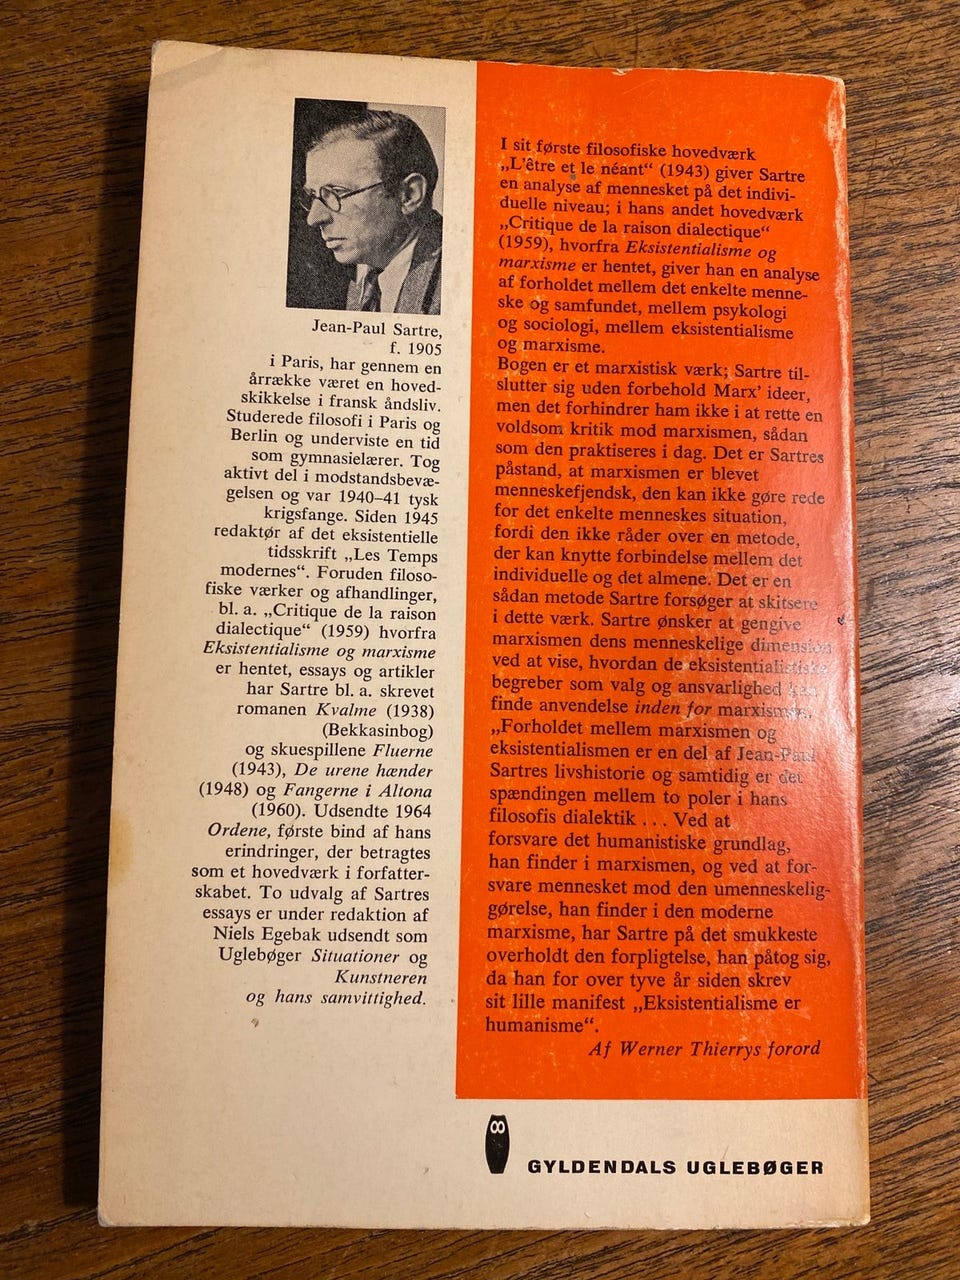 Jean-Paul Sartre,
f. 1905
i Paris, har gennem en
årrække været en hoved-
skikkelse i fransk åndsliv.
Studerede filosofi i Paris og
Berlin og underviste en tid
som gymnasielærer. Tog
aktivt del i modstandsbevæ-
gelsen og var 1940–41 tysk
krigsfange. Siden 1945
redaktør af det eksistentielle
tidsskrift „Les Temps
modernes“. Foruden filoso-
fiske værker og afhandlinger,
bl. a. „Critique de la raison
dialectique“ (1959) hvorfra
Eksistentialisme og marxisme
er hentet, essays og artikler
har Sartre bl. a. skrevet
romanen Kvalme (1938)
(Bekkasinbog)
og skuespillene Fluerne
(1943), De urene hænder
(1948) og Fangerne i Altona
(1960). Udsendte 1964
Ordene, første bind af hans
erindringer, der betragtes
som et hovedværk i forfatter-
skabet. To udvalg af Sartres
essays er under redaktion af
Niels Egebak udsendt som
Uglebøger Situationer og
Kunstneren
og hans samvittighed.
I sit første filosofiske hovedværk
„L'être et le néant“ (1943) giver Sartre
en analyse af mennesket på det indivi-
duelle niveau; i hans andet hovedværk
„Critique de la raison dialectique“
(1959), hvorfra Eksistentialisme og
marxisme er hentet, giver han en analyse
af forholdet mellem det enkelte menne-
ske og samfundet, mellem psykologi
og sociologi, mellem eksistentialisme
og marxisme.
Bogen er et marxistisk værk; Sartre til-
slutter sig uden forbehold Marx' ideer,
men det forhindrer ham ikke i at rette en
voldsom kritik mod marxismen, sådan
som den praktiseres i dag. Det er Sartres
påstand, at marxismen er blevet
menneskefjendsk, den kan ikke gøre rede
for det enkelte menneskes situation,
fordi den ikke råder over en metode,
der kan knytte forbindelse mellem det
individuelle og det almene. Det er en
sådan metode Sartre forsøger at skitsere
i dette værk. Sartre ønsker at gengive
marxismen dens menneskelige dimension
ved at vise, hvordan de eksistentialistiske
begreber som valg og ansvarlighed kan
finde anvendelse inden for marxismen.
„Forholdet mellem marxismen og
eksistentialismen er en del af Jean-Paul
Sartres livshistorie og samtidig er det
spændingen mellem to poler i hans
filosofis dialektik . . . Ved at
forsvare det humanistiske grundlag,
han finder i marxismen, og ved at for-
svare mennesket mod den umenneskelig-
gørelse, han finder i den moderne
marxisme, har Sartre på det smukkeste
overholdt den forpligtelse, han påtog sig,
da han for over tyve år siden skrev
sit lille manifest „Eksistentialisme er
humanisme“.
Af Werner Thierrys forord
GYLDENDALS UGLEBØGER